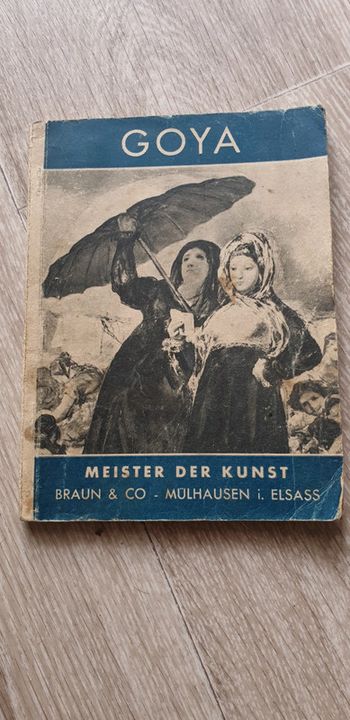 GOYA
MEISTER DER KUNST
BRAUN & CO - MÜLHAUSEN i. ELSASS